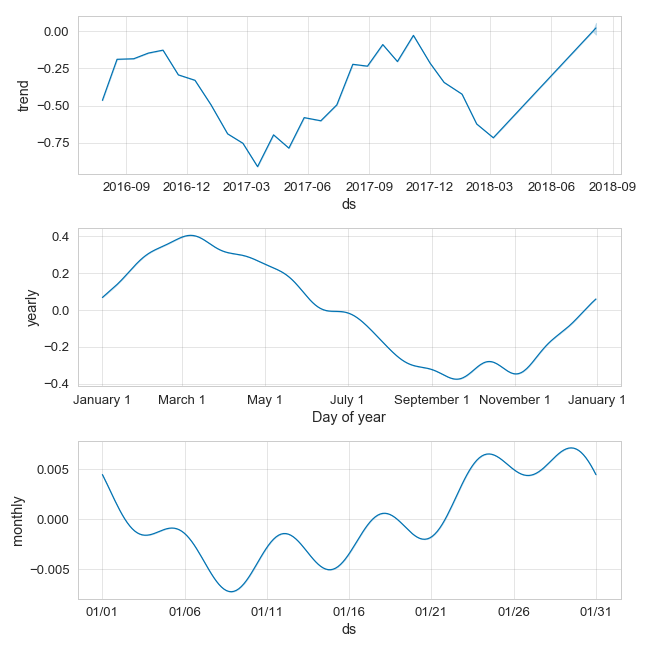 trend
0.00
−0.25
−0.50
−0.75
2016-09 2016-12 2017-03 2017-06 2017-09 2017-12 2018-03 2018-06 2018-09
ds
yearly
0.4
0.2
0.0
−0.2
−0.4
January 1 March 1 May 1 July 1 September 1 November 1 January 1
Day of year
monthly
0.005
0.000
−0.005
01/01 01/06 01/11 01/16 01/21 01/26 01/31
ds